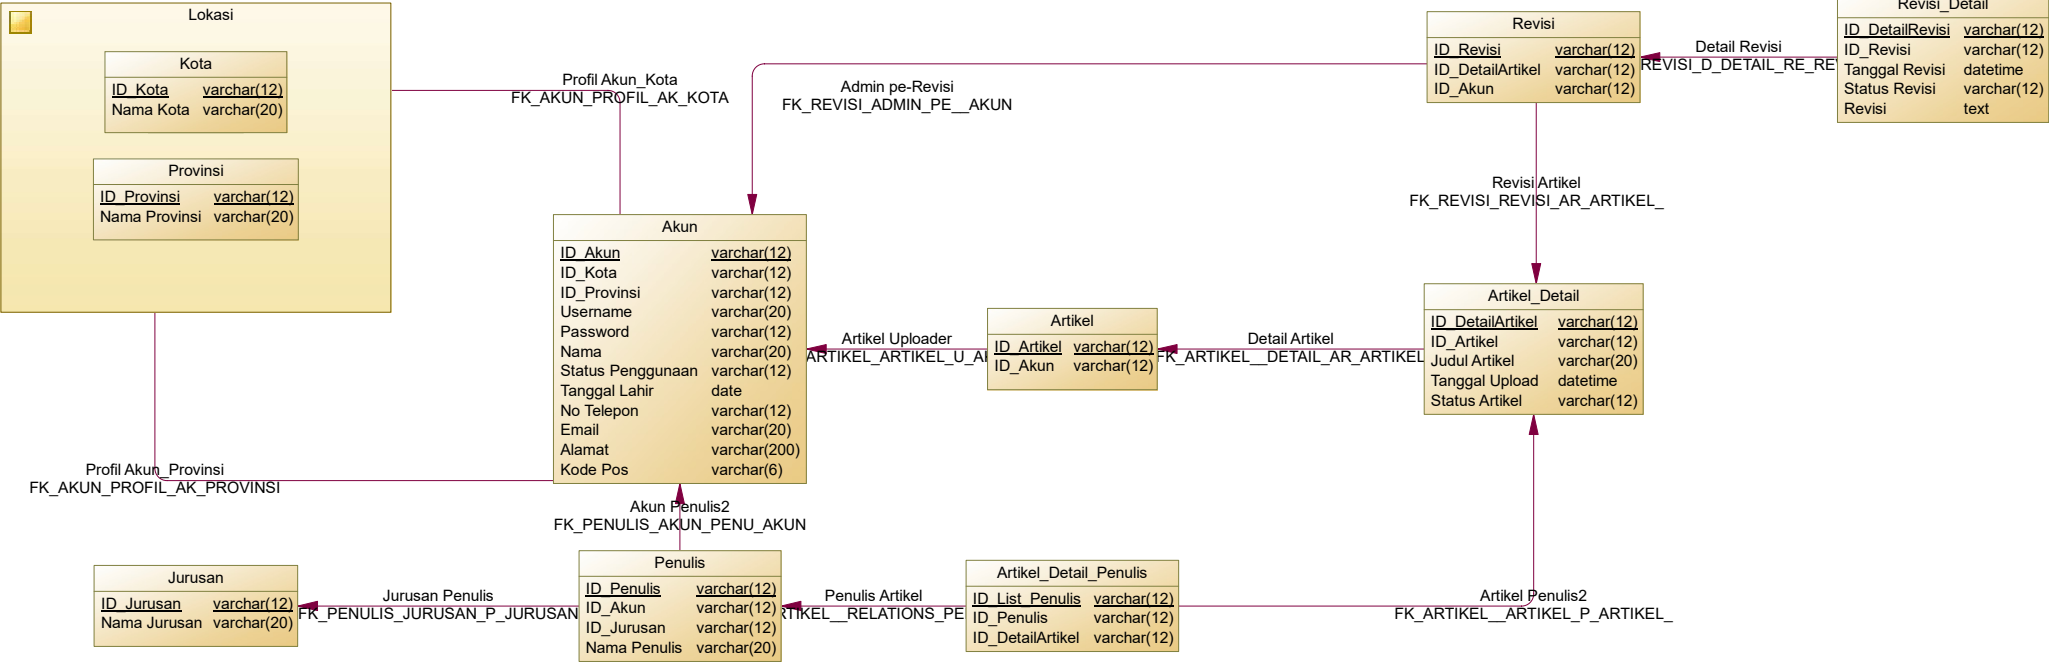 Lokasi
Kota
ID_Kota varchar(12)
Nama Kota varchar(20)
Provinsi
ID_Provinsi varchar(12)
Nama Provinsi varchar(20)
Profil Akun_Kota
FK_AKUN_PROFIL_AK_KOTA
Admin pe-Revisi
FK_REVISI_ADMIN_PE__AKUN
Revisi
ID_Revisi varchar(12)
ID_DetailArtikel varchar(12)
ID_Akun varchar(12)
Detail Revisi
REVISI_D_DETAIL_RE_RE
Revisi_Detail
ID_DetailRevisi varchar(12)
ID_Revisi varchar(12)
Tanggal Revisi datetime
Status Revisi varchar(12)
Revisi text
Revisi Artikel
FK_REVISI_REVISI_AR_ARTIKEL_
Akun
ID_Akun varchar(12)
ID_Kota varchar(12)
ID_Provinsi varchar(12)
Username varchar(20)
Password varchar(12)
Nama varchar(20)
Status Penggunaan varchar(12)
Tanggal Lahir date
No Telepon varchar(12)
Email varchar(20)
Alamat varchar(200)
Kode Pos varchar(6)
Artikel Uploader
ARTIKEL_ARTIKEL_U_A
Artikel
ID_Artikel varchar(12)
ID_Akun varchar(12)
Detail Artikel
FK_ARTIKEL__DETAIL_AR_ARTIKEL
Artikel_Detail
ID_DetailArtikel varchar(12)
ID_Artikel varchar(12)
Judul Artikel varchar(20)
Tanggal Upload datetime
Status Artikel varchar(12)
Profil Akun_Provinsi
FK_AKUN_PROFIL_AK_PROVINSI
Akun Penulis2
FK_PENULIS_AKUN_PENU_AKUN
Jurusan
ID_Jurusan varchar(12)
Nama Jurusan varchar(20)
Jurusan Penulis
FK_PENULIS_JURUSAN_P_JURUSAN
Penulis
ID_Penulis varchar(12)
ID_Akun varchar(12)
ID_Jurusan varchar(12)
Nama Penulis varchar(20)
Penulis Artikel
RTIKEL__RELATIONS_PE
Artikel_Detail_Penulis
ID_List_Penulis varchar(12)
ID_Penulis varchar(12)
ID_DetailArtikel varchar(12)
Artikel Penulis2
FK_ARTIKEL__ARTIKEL_P_ARTIKEL_